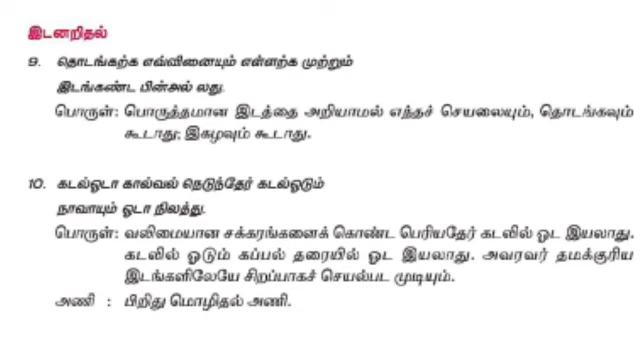 இடனறிதல்
9. தொடங்கற்க எவ்வினையும் எள்ளற்க முற்றும்
இடங்கண்ட பின்அல் லது.
பொருள்: பொருத்தமான இடத்தை அறியாமல் எந்தச் செயலையும், தொடங்கவும்
கூடாது; இகழவும் கூடாது.
10. கடல்ஓடா கால்வல் நெடுந்தேர் கடல்ஓடும்
நாவாயும் ஓடா நிலத்து.
பொருள்: வலிமையான சக்கரங்களைக் கொண்ட பெரியதேர் கடலில் ஓட இயலாது.
கடலில் ஓடும் கப்பல் தரையில் ஓட இயலாது. அவரவர் தமக்குரிய
இடங்களிலேயே சிறப்பாகச் செயல்பட முடியும்.
அணி : பிறிது மொழிதல் அணி.